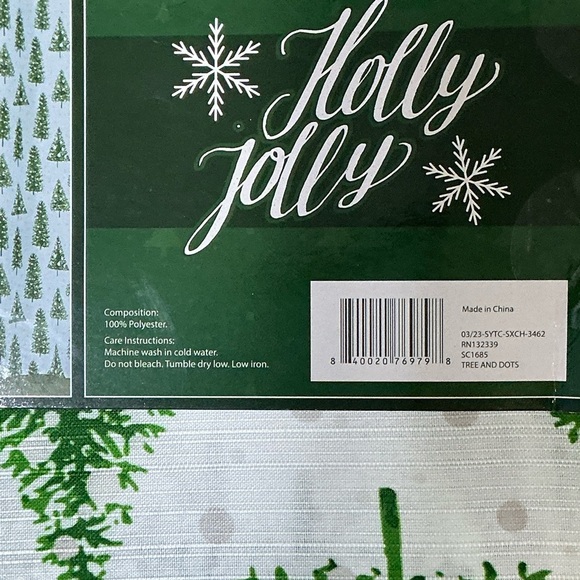 Holly
Jolly
Composition:
100% Polyester.
Care Instructions:
Machine wash in cold water.
Do not bleach. Tumble dry low. Low iron.
Made in China
03/23-SYTC-SXCH-3462
RN132339
SC1685
TREE AND DOTS
8 40020 76979 8